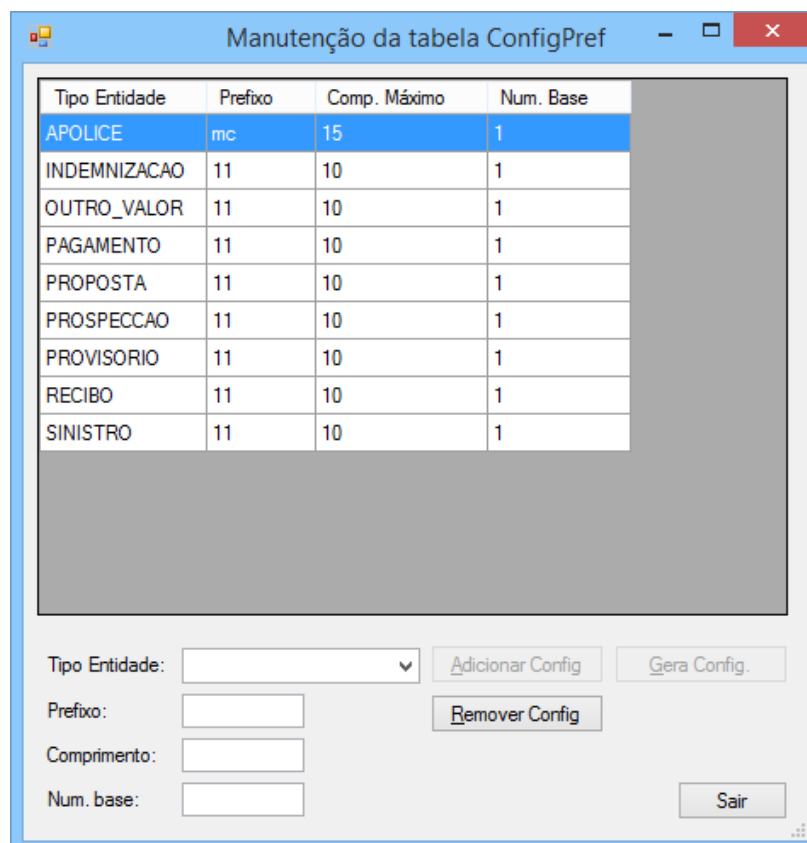 Manutenção da tabela ConfigPref
Tipo Entidade Prefixo Comp. Máximo Num. Base
APOLICE mc 15 1
INDEMNIZACAO 11 10 1
OUTRO_VALOR 11 10 1
PAGAMENTO 11 10 1
PROPOSTA 11 10 1
PROSPECCAO 11 10 1
PROVISORIO 11 10 1
RECIBO 11 10 1
SINISTRO 11 10 1
Tipo Entidade: Adicionar Config Gera Config.
Prefixo: Remover Config
Comprimento:
Num. base: Sair